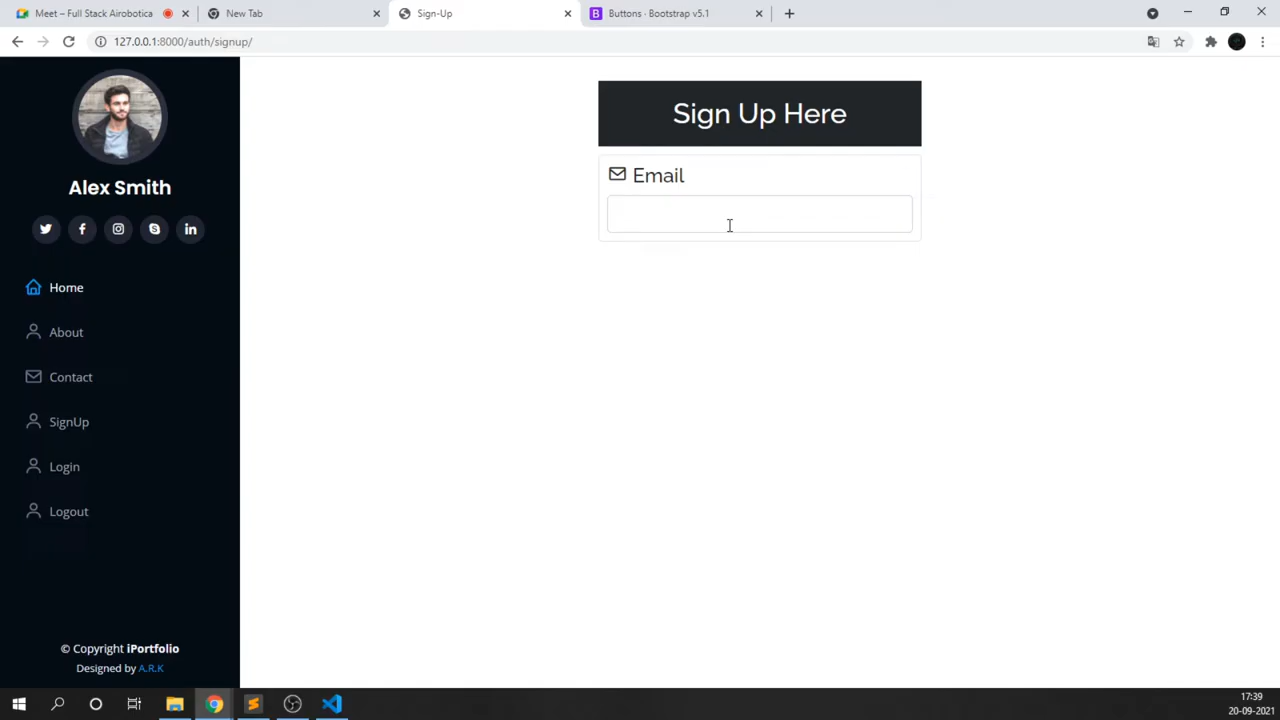 Meet – Full Stack Airobotica
New Tab
Sign-Up
Buttons · Bootstrap v5.1
127.0.0.1:8000/auth/signup/
Alex Smith
Home
About
Contact
SignUp
Login
Logout
© Copyright iPortfolio
Designed by A.R.K
Sign Up Here
Email
17:39
20-09-2021